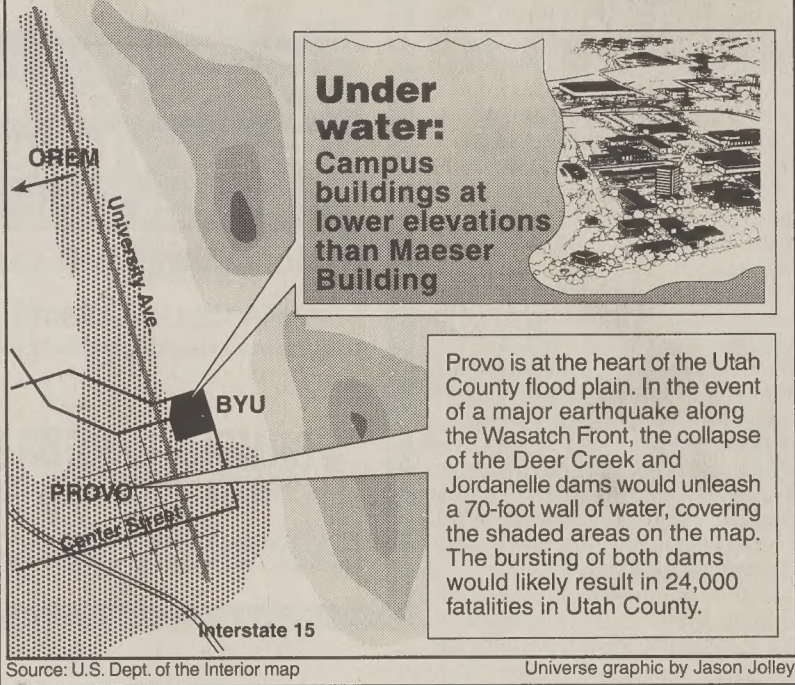 Under
water:
Campus
buildings at
lower elevations
than Maeser
Building
OREM
University Ave.
BYU
PROVO
Center Street
Interstate 15
Provo is at the heart of the Utah
County flood plain. In the event
of a major earthquake along
the Wasatch Front, the collapse
of the Deer Creek and
Jordanelle dams would unleash
a 70-foot wall of water, covering
the shaded areas on the map.
The bursting of both dams
would likely result in 24,000
fatalities in Utah County.
Source: U.S. Dept. of the Interior map
Universe graphic by Jason Jolley